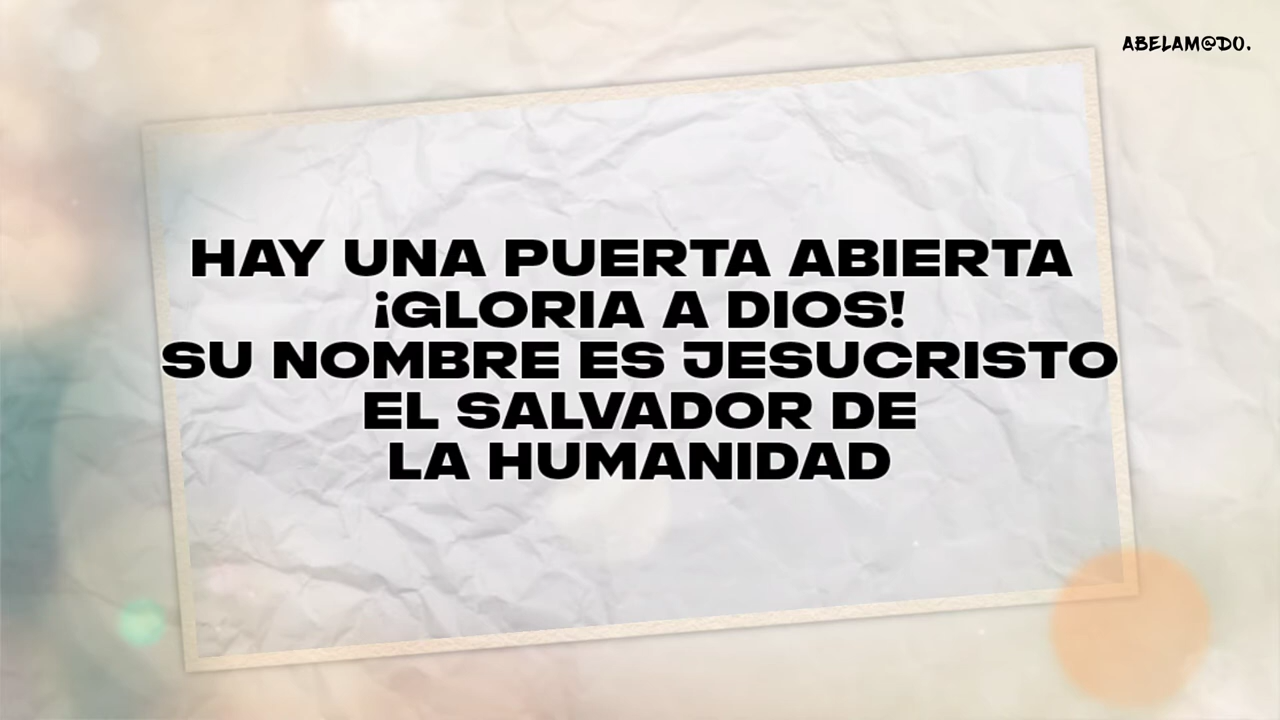 ABELAM@DO.
HAY UNA PUERTA ABIERTA
¡GLORIA A DIOS!
SU NOMBRE ES JESUCRISTO
EL SALVADOR DE
LA HUMANIDAD